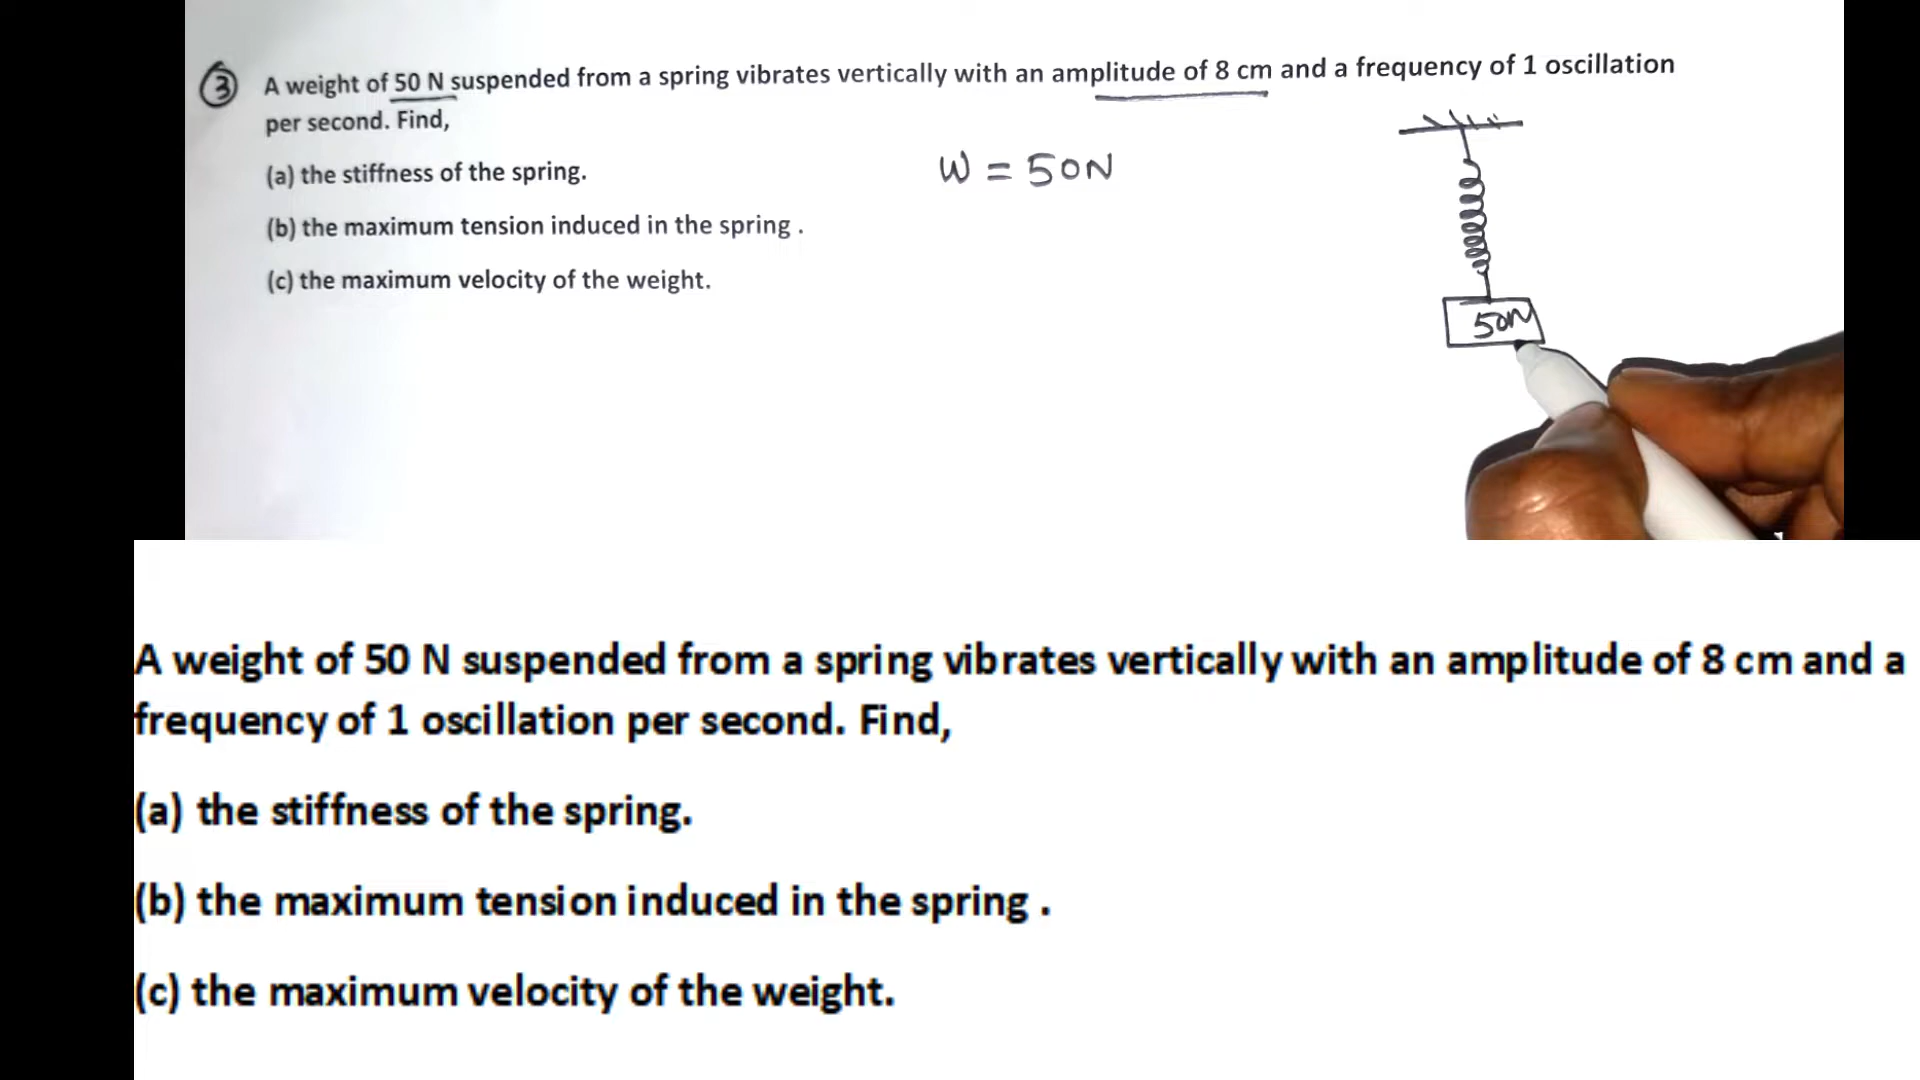 3 A weight of 50 N suspended from a spring vibrates vertically with an amplitude of 8 cm and a frequency of 1 oscillation
per second. Find,
(a) the stiffness of the spring.
W = 50N
(b) the maximum tension induced in the spring .
(c) the maximum velocity of the weight.
50N
A weight of 50 N suspended from a spring vibrates vertically with an amplitude of 8 cm and a
frequency of 1 oscillation per second. Find,
(a) the stiffness of the spring.
(b) the maximum tension induced in the spring .
(c) the maximum velocity of the weight.